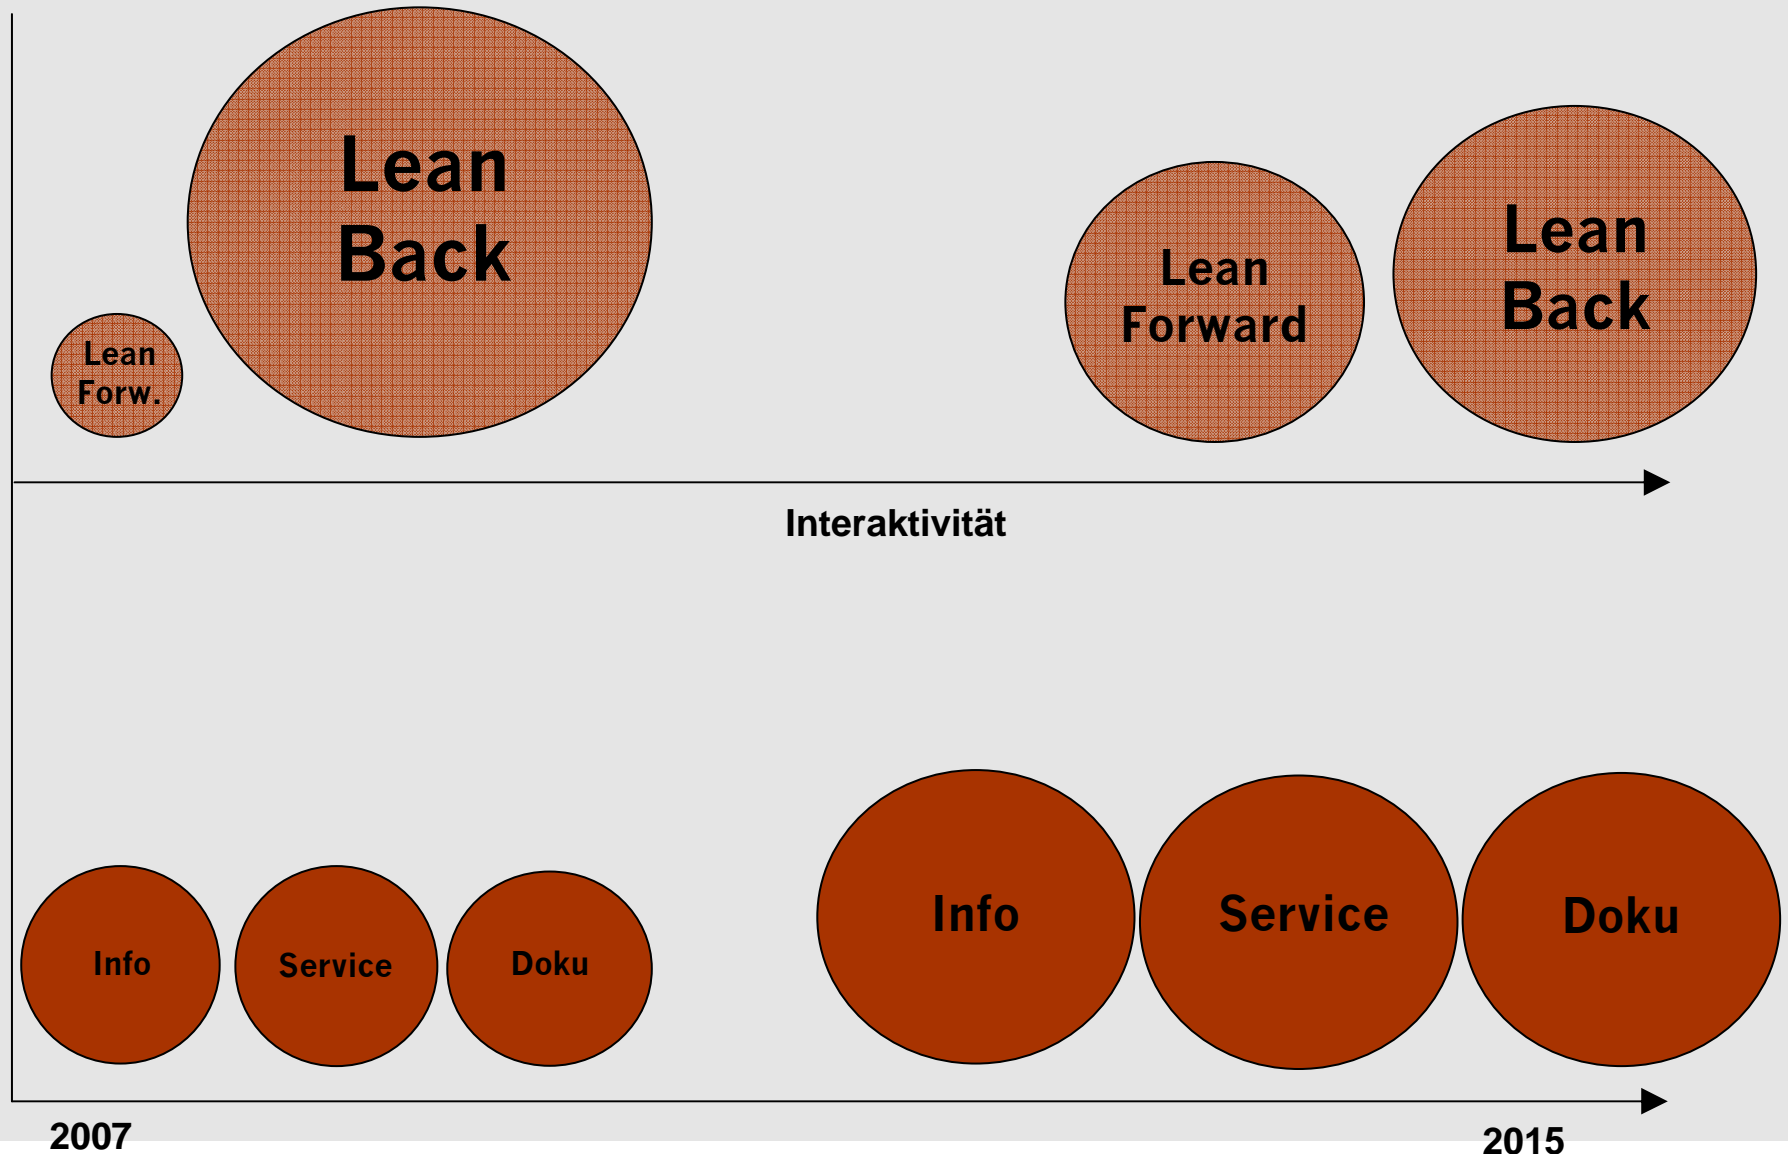 Lean
Back
Lean
Forw.
Lean
Forward
Lean
Back
Interaktivität
Info
Service
Doku
Info
Service
Doku
2007
2015